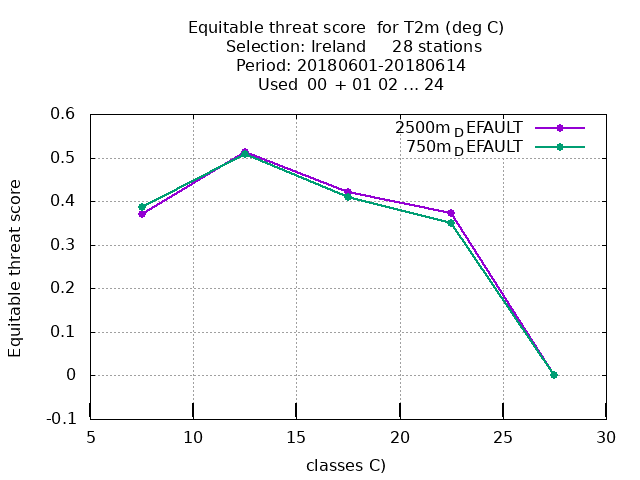 Equitable threat score  for T2m (deg C)
Selection: Ireland     28 stations
Period: 20180601-20180614
Used  00 + 01 02 ... 24
2500m_DEFAULT
750m_DEFAULT
Equitable threat score
0.6
0.5
0.4
0.3
0.2
0.1
0
-0.1
5 10 15 20 25 30
classes C)